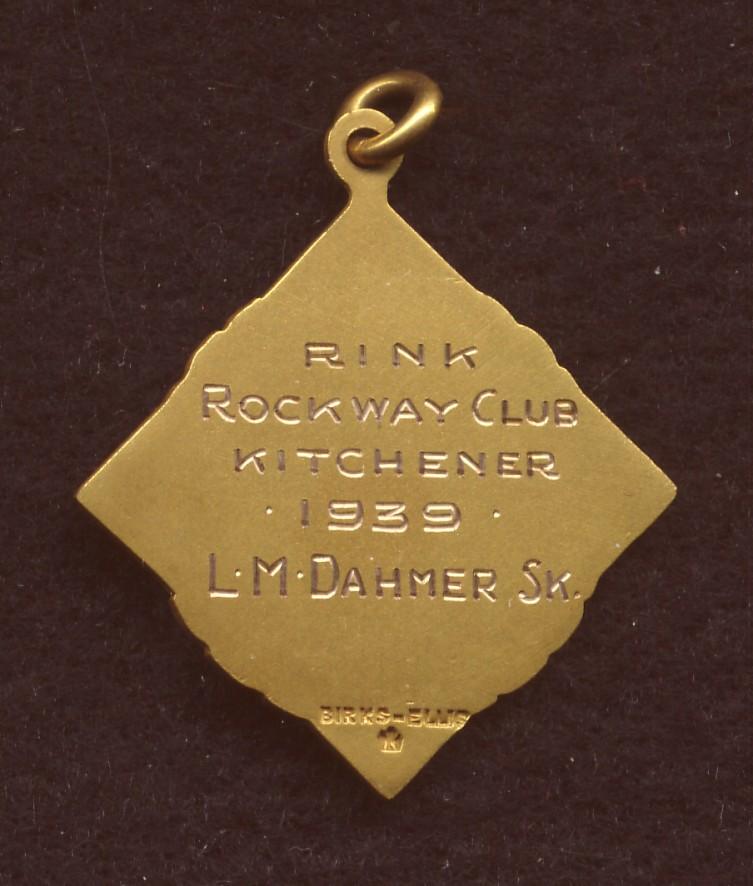 RINK
ROCKWAY CLUB
KITCHENER
· 1939 ·
L·M·DAHMER SK.
BIRKS-ELLIS